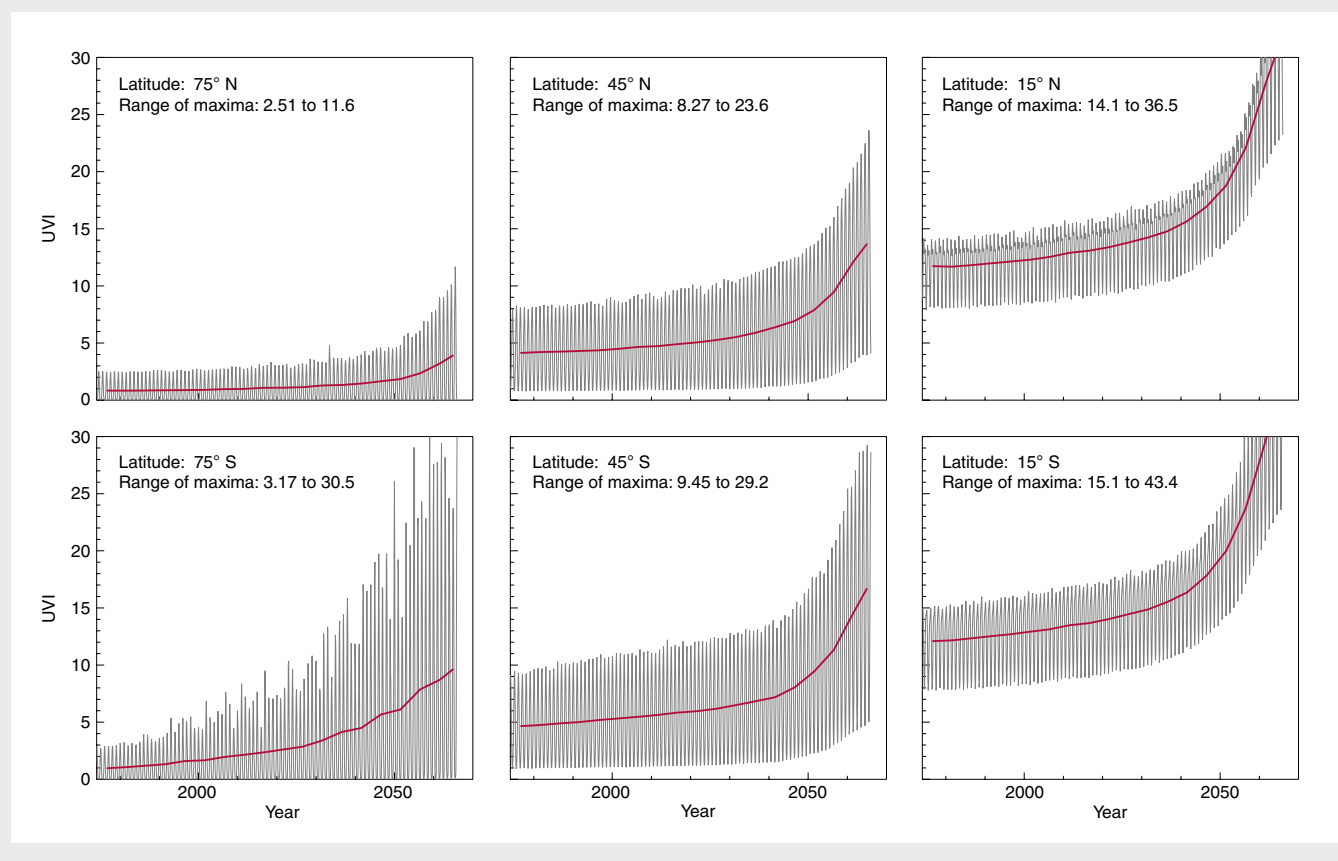 30
25
20
15
10
5
0
UVI
Latitude: 75° N
Range of maxima: 2.51 to 11.6
Latitude: 45° N
Range of maxima: 8.27 to 23.6
Latitude: 15° N
Range of maxima: 14.1 to 36.5
30
25
20
15
10
5
0
UVI
Latitude: 75° S
Range of maxima: 3.17 to 30.5
Latitude: 45° S
Range of maxima: 9.45 to 29.2
Latitude: 15° S
Range of maxima: 15.1 to 43.4
2000 2050
Year
2000 2050
Year
2000 2050
Year